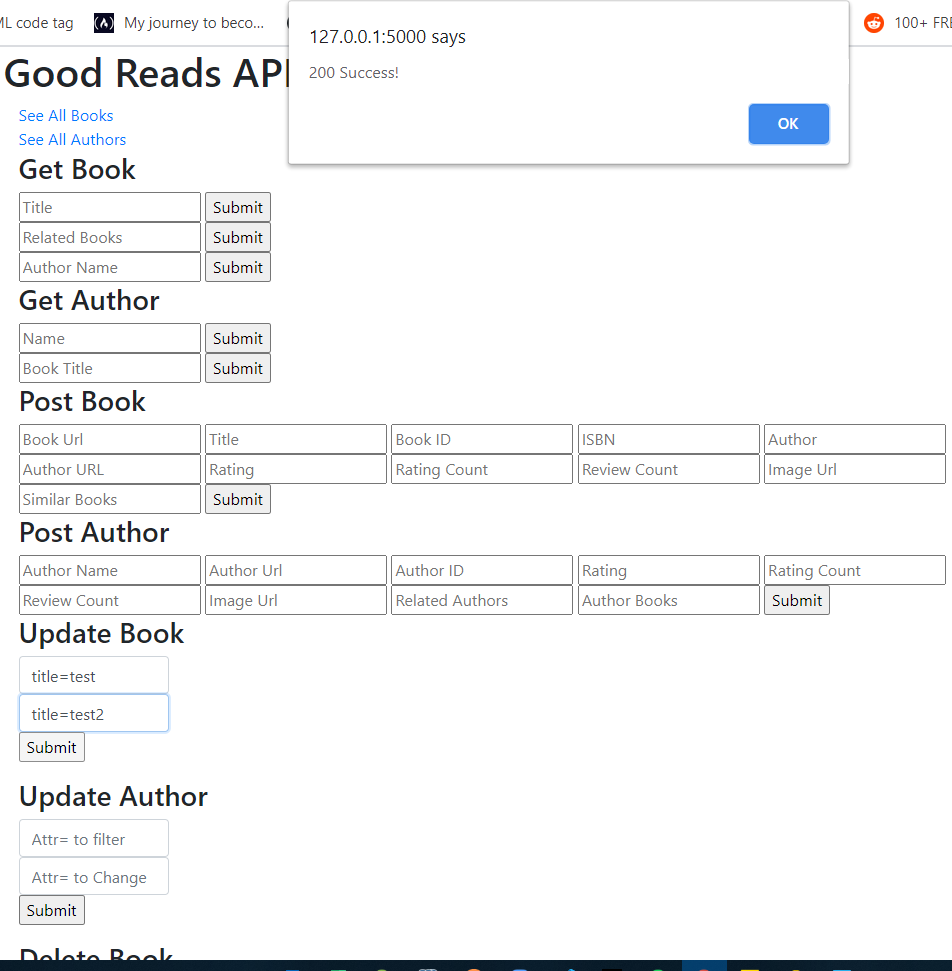 ML code tag My journey to beco... 100+ FRE
127.0.0.1:5000 says
200 Success!
OK
Good Reads API
See All Books
See All Authors
Get Book
Title Submit
Related Books Submit
Author Name Submit
Get Author
Name Submit
Book Title Submit
Post Book
Book Url Title Book ID ISBN Author
Author URL Rating Rating Count Review Count Image Url
Similar Books Submit
Post Author
Author Name Author Url Author ID Rating Rating Count
Review Count Image Url Related Authors Author Books Submit
Update Book
title=test
title=test2
Submit
Update Author
Attr= to filter
Attr= to Change
Submit
Delete Book